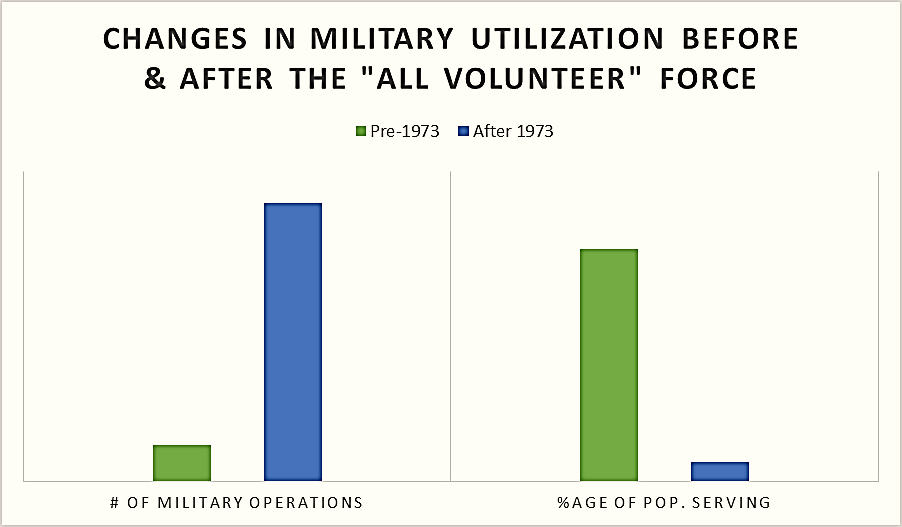 CHANGES IN MILITARY UTILIZATION BEFORE
& AFTER THE "ALL VOLUNTEER" FORCE
Pre-1973 After 1973
# OF MILITARY OPERATIONS
%AGE OF POP. SERVING